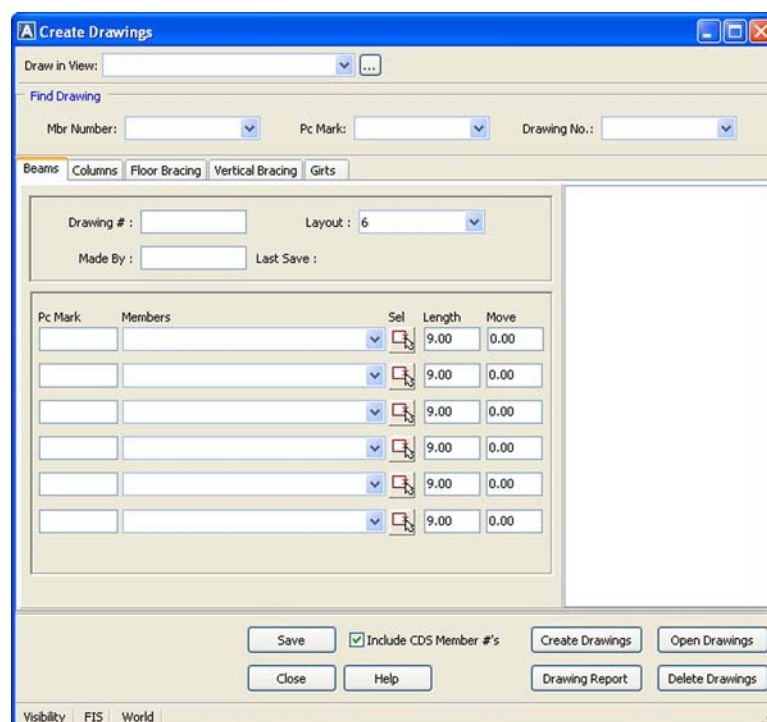 A Create Drawings
Draw in View: ...
Find Drawing
Mbr Number: Pc Mark: Drawing No.:
Beams Columns Floor Bracing Vertical Bracing Girts
Drawing # : Layout : 6
Made By : Last Save :
Pc Mark Members Sel Length Move
9.00 0.00
9.00 0.00
9.00 0.00
9.00 0.00
9.00 0.00
9.00 0.00
Save Include CDS Member #'s Create Drawings Open Drawings
Close Help Drawing Report Delete Drawings
Visibility FIS World